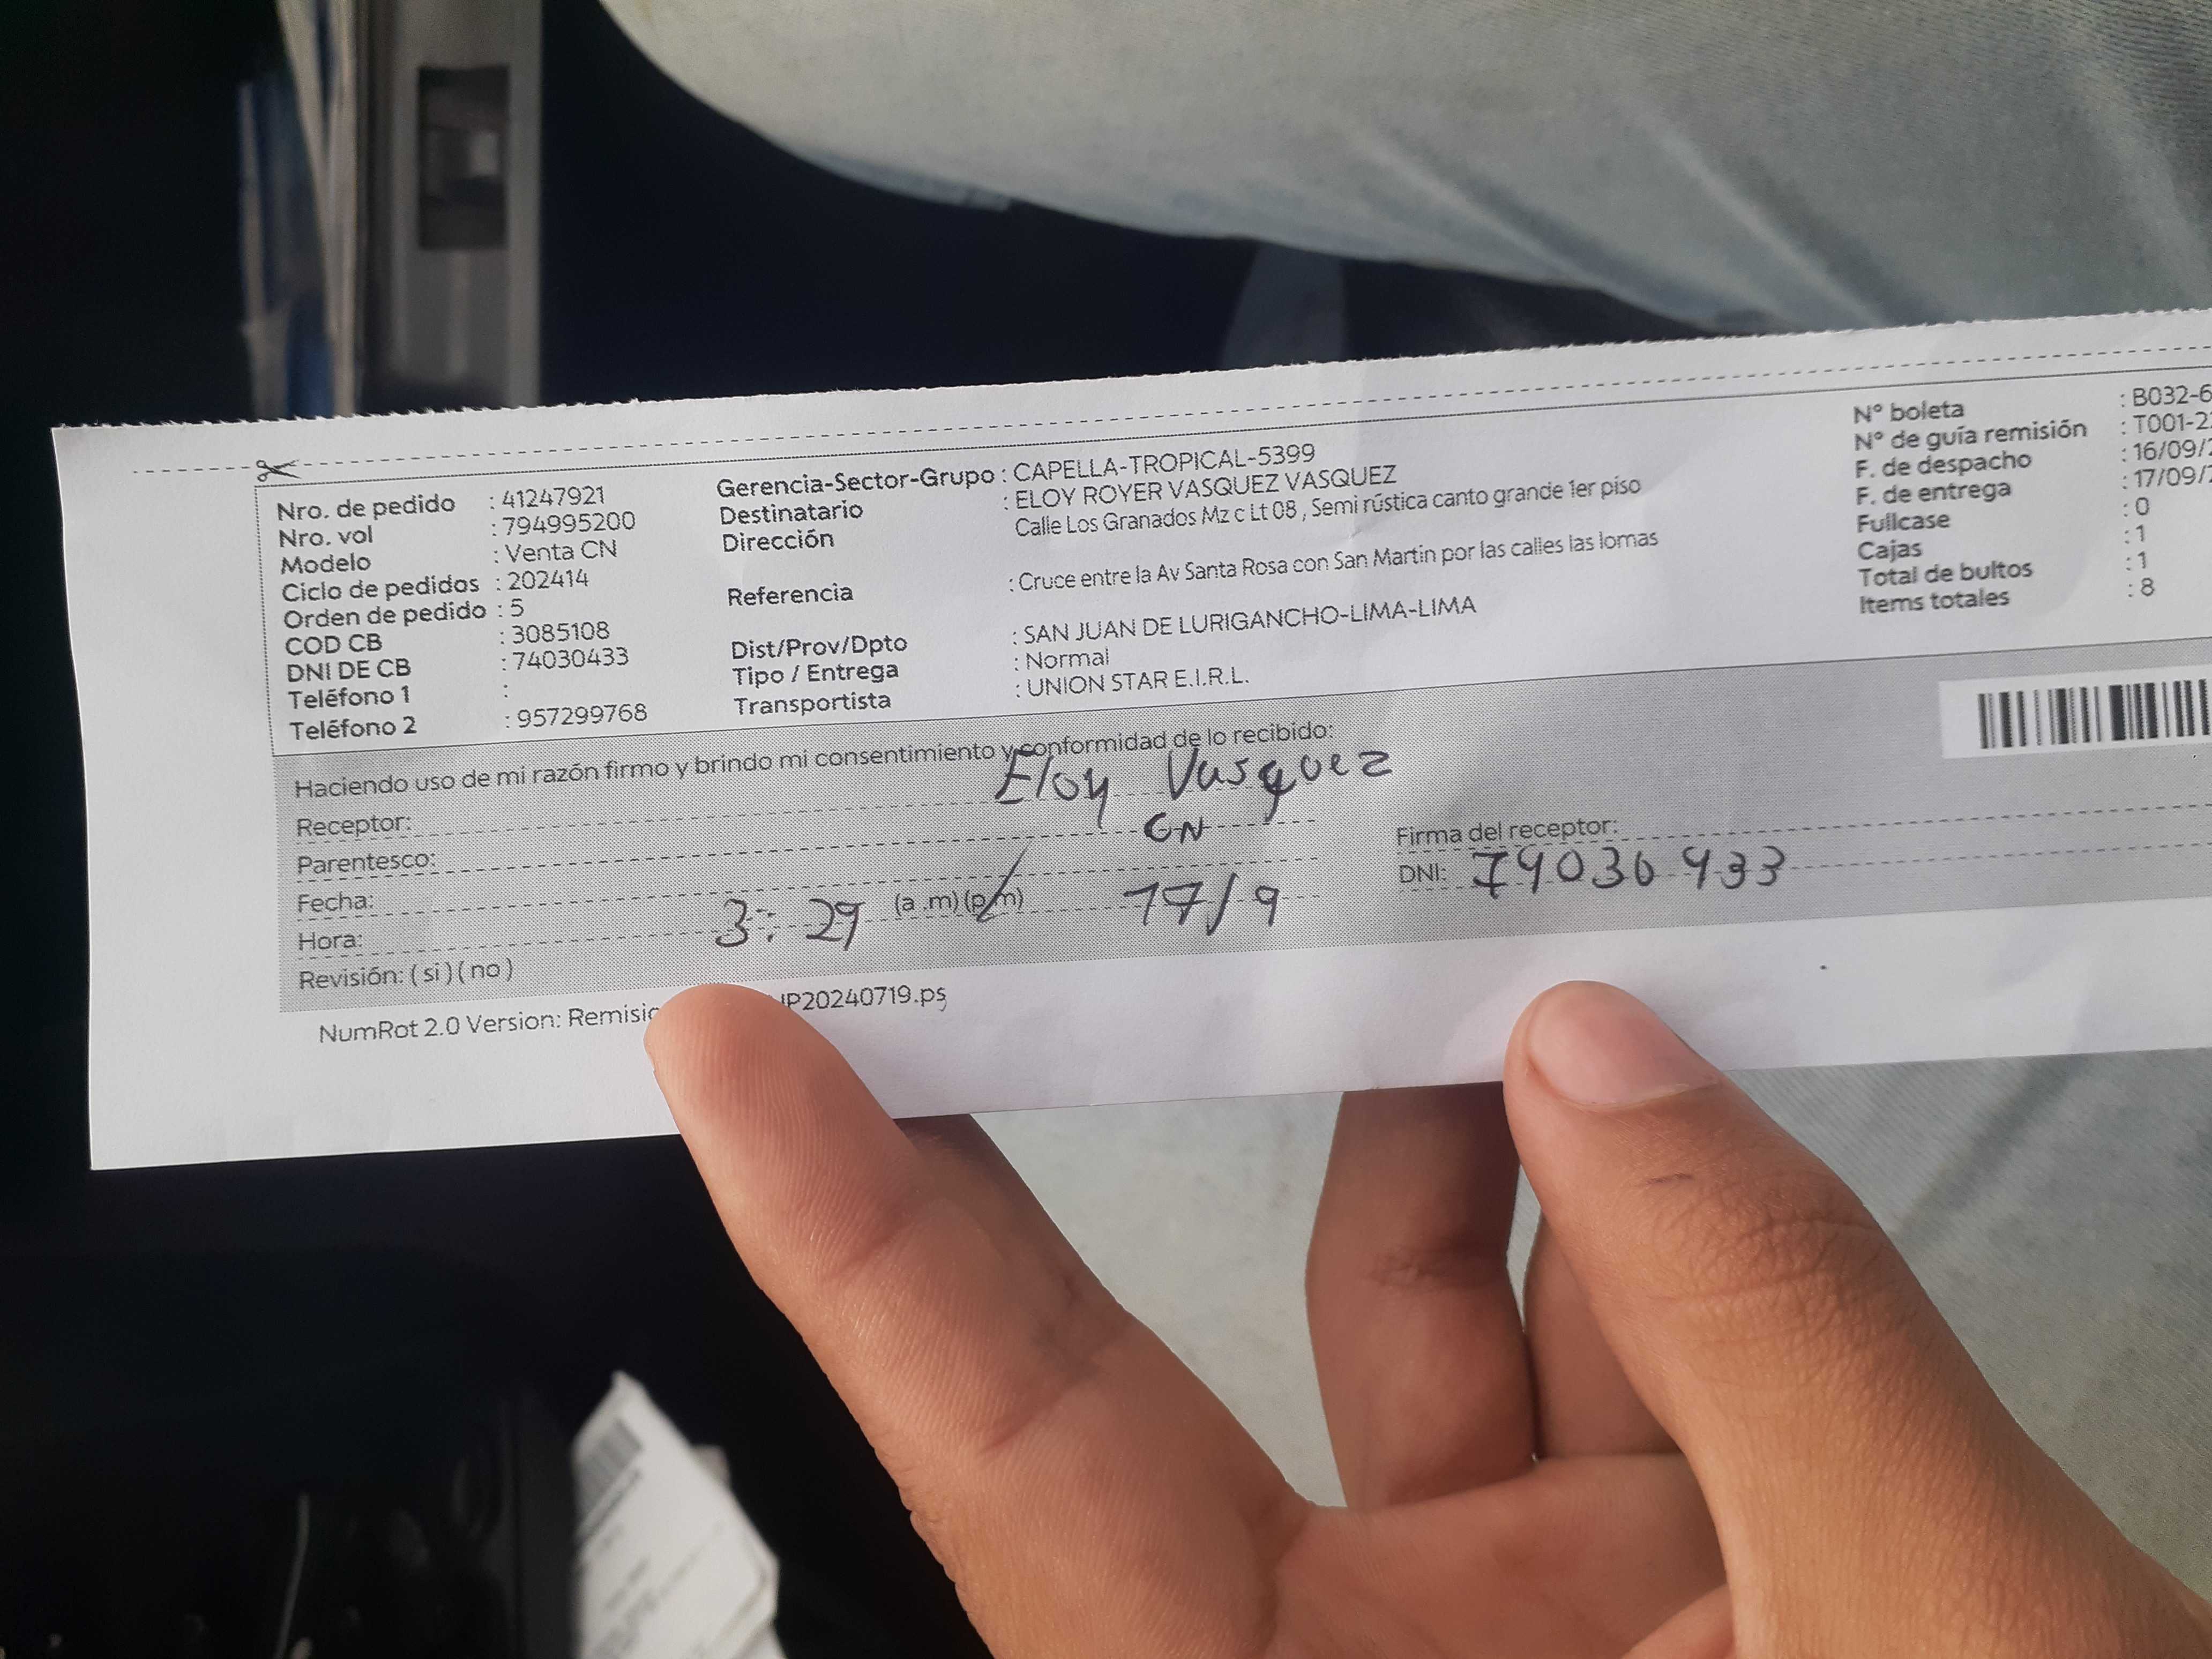 Nro. de pedido : 41247921
Nro. vol : 794995200
Modelo : Venta CN
Ciclo de pedidos : 202414
Orden de pedido : 5
COD CB : 3085108
DNI DE CB : 74030433
Teléfono 1 :
Teléfono 2 : 957299768
Gerencia-Sector-Grupo : CAPELLA-TROPICAL-5399
Destinatario : ELOY ROYER VASQUEZ VASQUEZ
Dirección Calle Los Granados Mz c Lt 08 , Semi rústica canto grande 1er piso
Referencia : Cruce entre la Av Santa Rosa con San Martin por las calles las lomas
Dist/Prov/Dpto : SAN JUAN DE LURIGANCHO-LIMA-LIMA
Tipo / Entrega : Normal
Transportista : UNION STAR E.I.R.L.
N° boleta : B032-6
N° de guía remisión : T001-2
F. de despacho : 16/09/
F. de entrega : 17/09/
Fullcase : 0
Cajas : 1
Total de bultos : 1
Items totales : 8
Haciendo uso de mi razón firmo y brindo mi consentimiento y conformidad de lo recibido:
Receptor: Eloy Vasquez
Parentesco: CN
Fecha:
Hora: 3: 29 (a .m)(p.m) 17/9
Revisión: ( si ) ( no )
Firma del receptor:
DNI: 74030433
NumRot 2.0 Version: Remisio P20240719.ps